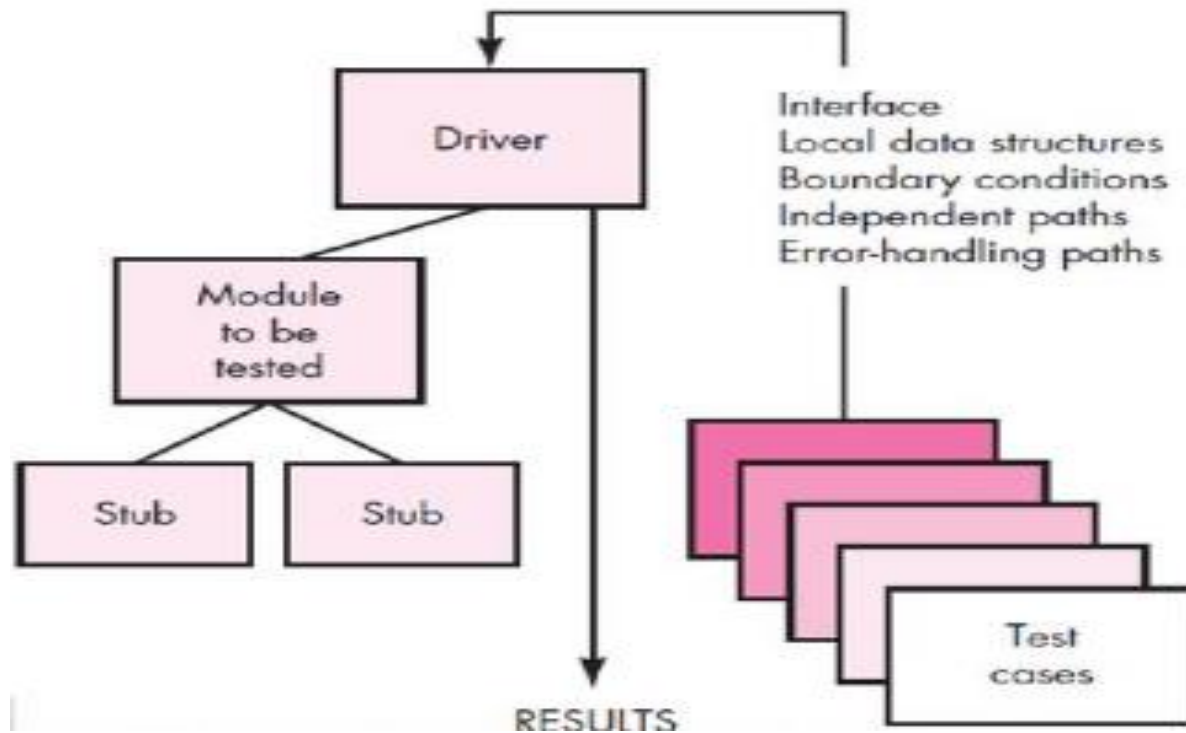 Driver
Interface
Local data structures
Boundary conditions
Independent paths
Error-handling paths
Module
to be
tested
Stub
Stub
Test
cases
RESULTS